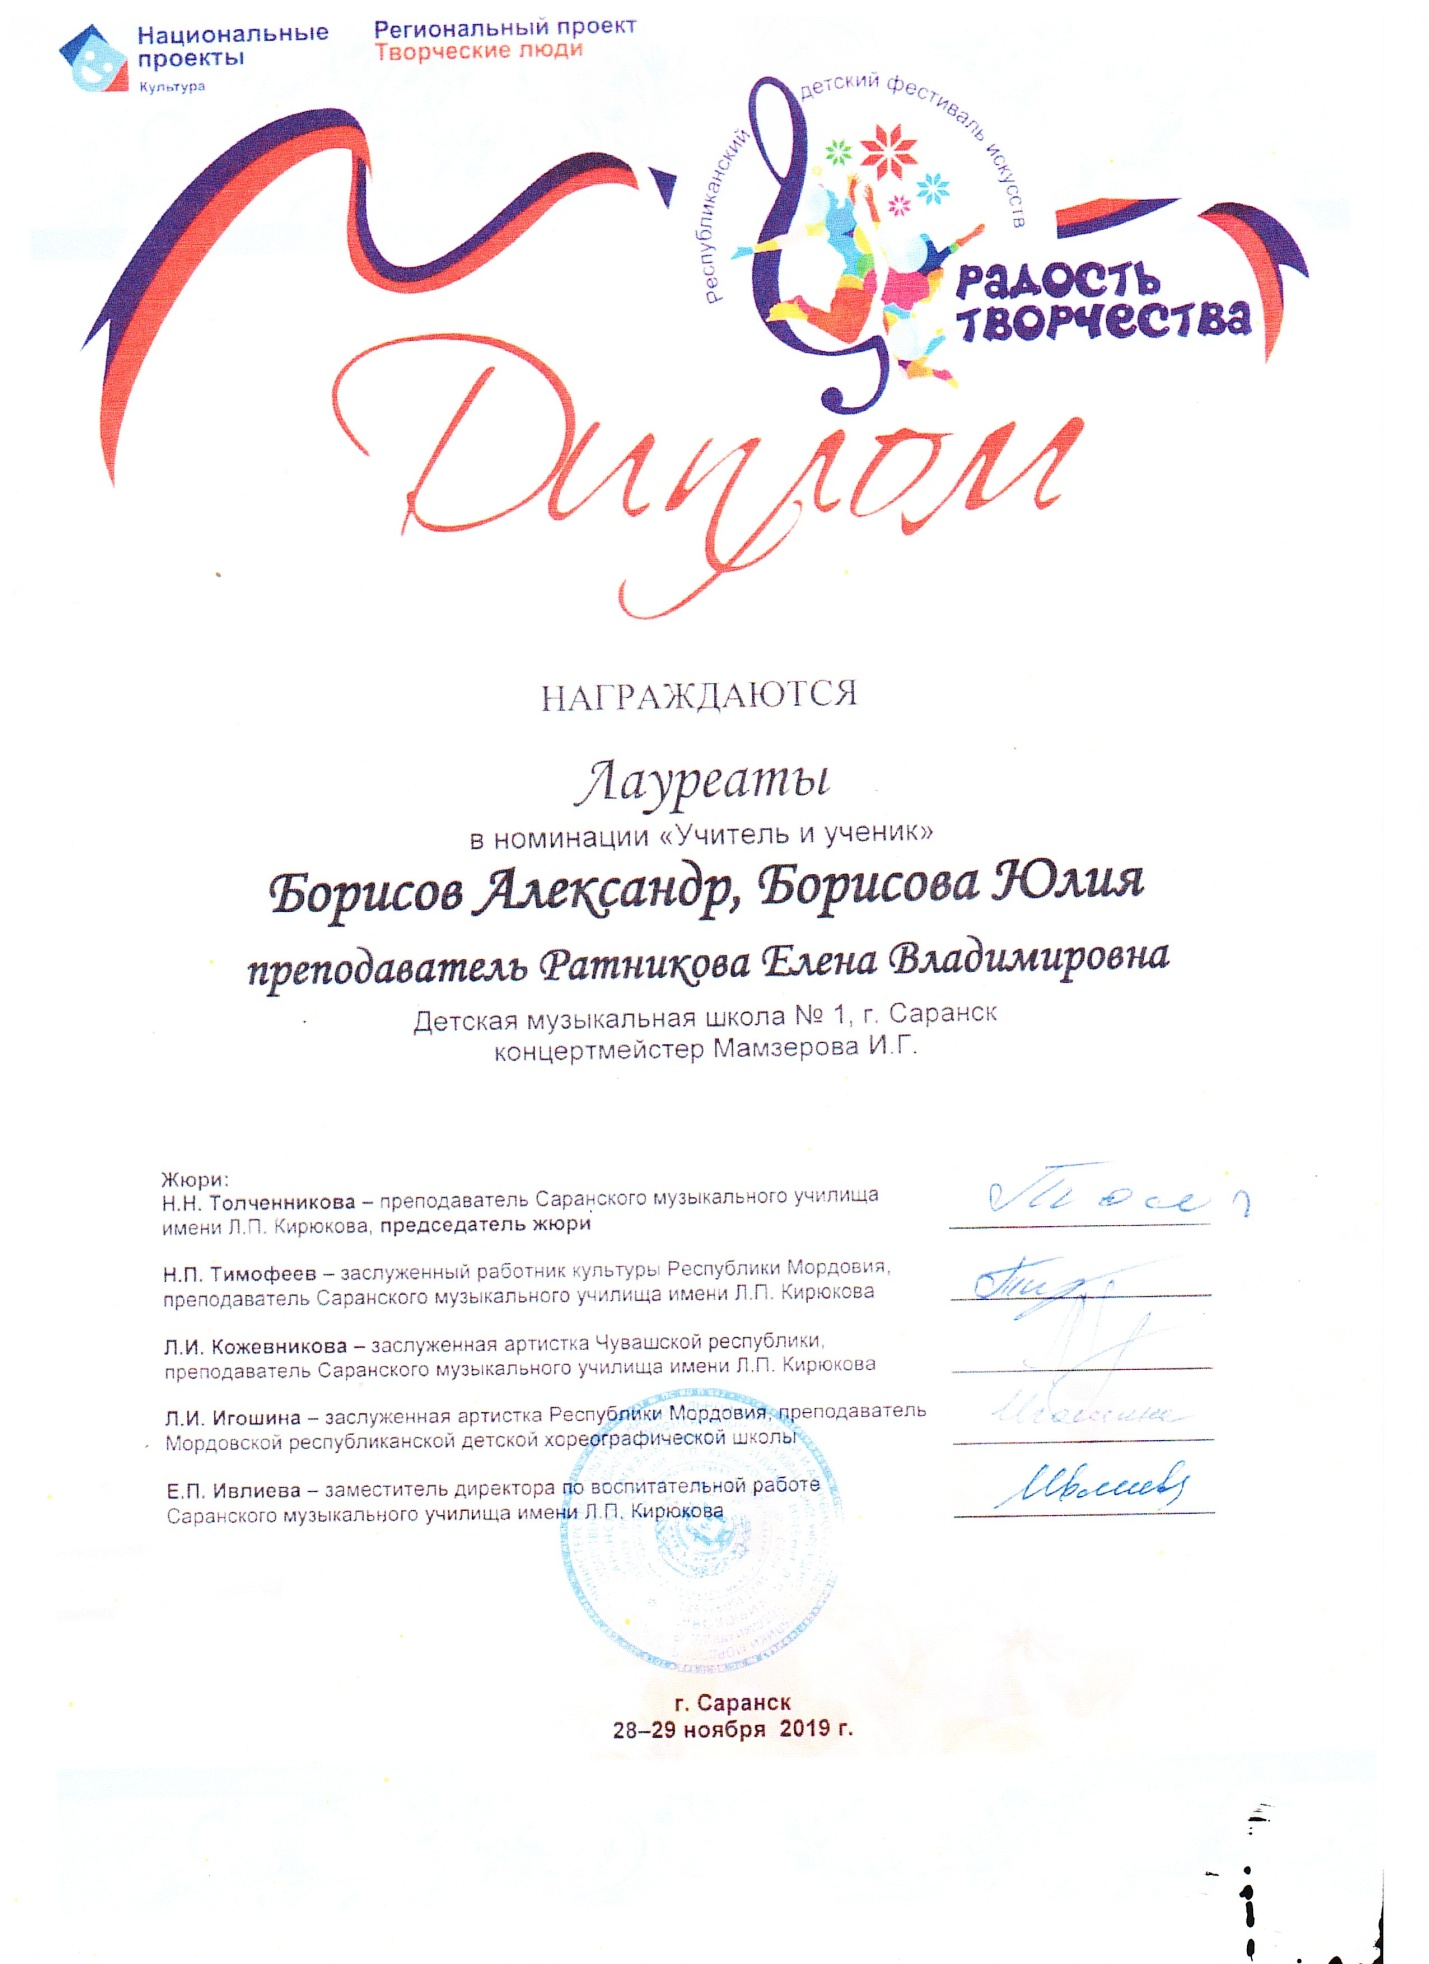 Национальные
проекты
Культура
Региональный проект
Творческие люди
Республиканский детский фестиваль искусств
РАДОСТЬ
ТВОРЧЕСТВА
Диплом
НАГРАЖДАЮТСЯ
Лауреаты
в номинации «Учитель и ученик»
Борисов Александр, Борисова Юлия
преподаватель Ратникова Елена Владимировна
Детская музыкальная школа № 1, г. Саранск
концертмейстер Мамзерова И.Г.
Жюри:
Н.Н. Толченникова – преподаватель Саранского музыкального училища
имени Л.П. Кирюкова, председатель жюри
Н.П. Тимофеев – заслуженный работник культуры Республики Мордовия,
преподаватель Саранского музыкального училища имени Л.П. Кирюкова
Л.И. Кожевникова – заслуженная артистка Чувашской республики,
преподаватель Саранского музыкального училища имени Л.П. Кирюкова
Л.И. Игошина – заслуженная артистка Республики Мордовия, преподаватель
Мордовской республиканской детской хореографической школы
Е.П. Ивлиева – заместитель директора по воспитательной работе
Саранского музыкального училища имени Л.П. Кирюкова
г. Саранск
28–29 ноября 2019 г.